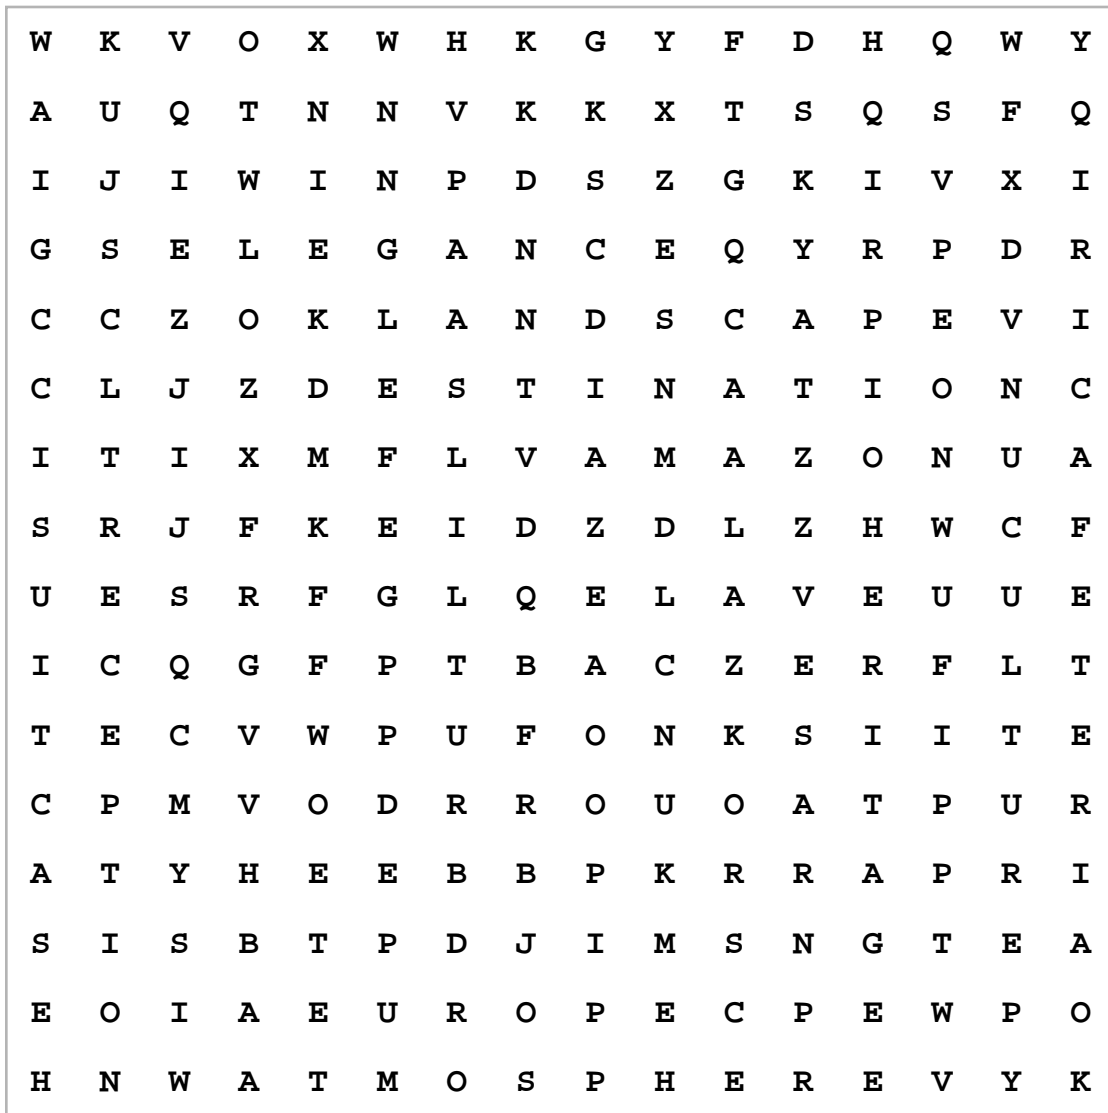 W K V O X W H K G Y F D H Q W Y
A U Q T N N V K K X T S Q S F Q
I J I W I N P D S Z G K I V X I
G S E L E G A N C E Q Y R P D R
C C Z O K L A N D S C A P E V I
C L J Z D E S T I N A T I O N C
I T I X M F L V A M A Z O N U A
S R J F K E I D Z D L Z H W C F
U E S R F G L Q E L A V E U U E
I C Q G F P T B A C Z E R F L T
T E C V W P U F O N K S I I T E
C P M V O D R R O U O A T P U R
A T Y H E E B B P K R R A P R I
S I S B T P D J I M S N G T E A
E O I A E U R O P E C P E W P O
H N W A T M O S P H E R E V Y K